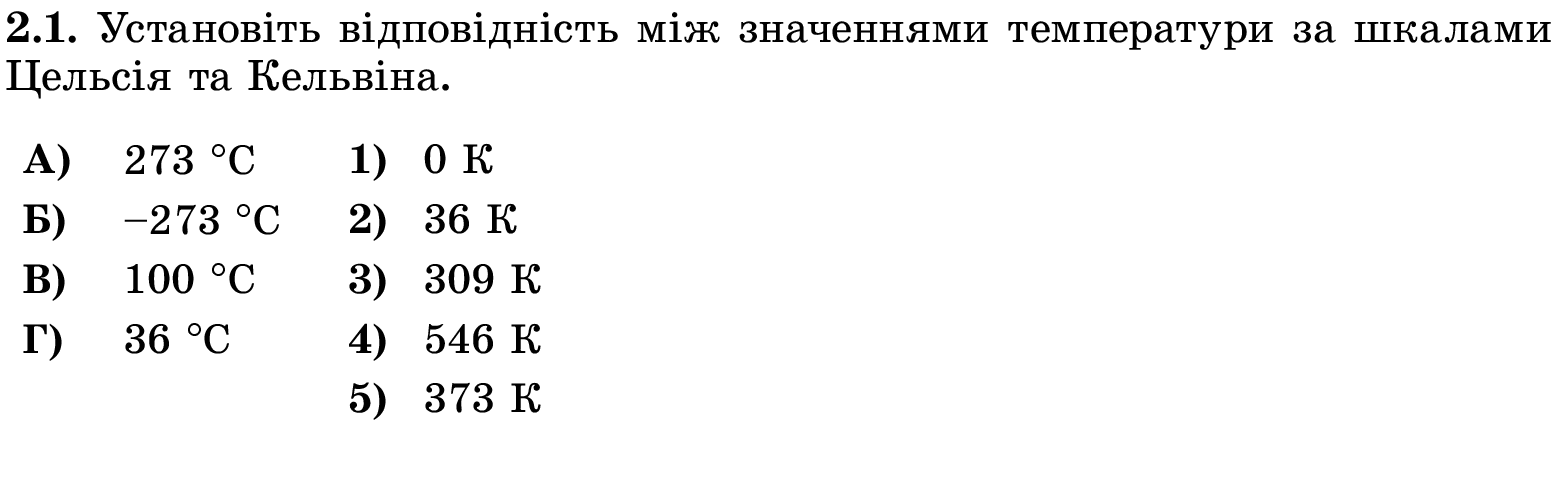 2.1. Установіть відповідність між значеннями температури за шкалами
Цельсія та Кельвіна.
А) 273 °C 1) 0 К
Б) –273 °C 2) 36 К
В) 100 °C 3) 309 К
Г) 36 °C 4) 546 К
5) 373 К